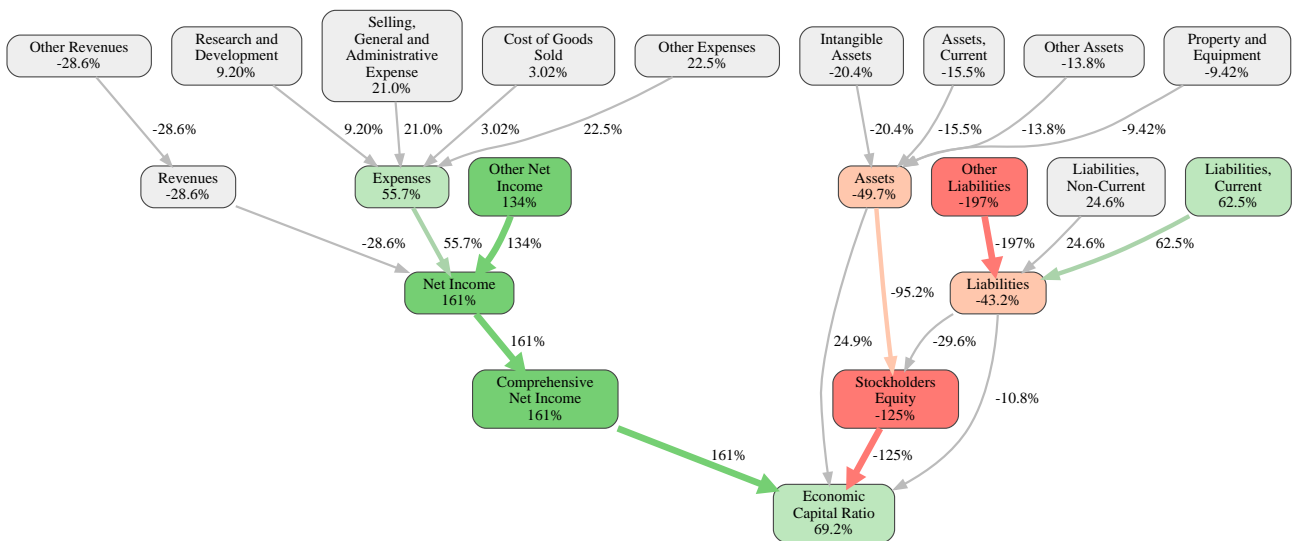 Other Revenues
-28.6%
Research and
Development
9.20%
Selling,
General and
Administrative
Expense
21.0%
Cost of Goods
Sold
3.02%
Other Expenses
22.5%
Intangible
Assets
-20.4%
Assets,
Current
-15.5%
Other Assets
-13.8%
Property and
Equipment
-9.42%
-28.6%
9.20%
21.0%
3.02%
22.5%
-20.4%
-15.5%
-13.8%
-9.42%
Revenues
-28.6%
Expenses
55.7%
Other Net
Income
134%
Assets
-49.7%
Other
Liabilities
-197%
Liabilities,
Non-Current
24.6%
Liabilities,
Current
62.5%
-28.6%
55.7%
134%
-197%
24.6%
62.5%
Net Income
161%
-95.2%
Liabilities
-43.2%
161%
24.9%
-29.6%
Comprehensive
Net Income
161%
Stockholders
Equity
-125%
-10.8%
161%
-125%
Economic
Capital Ratio
69.2%